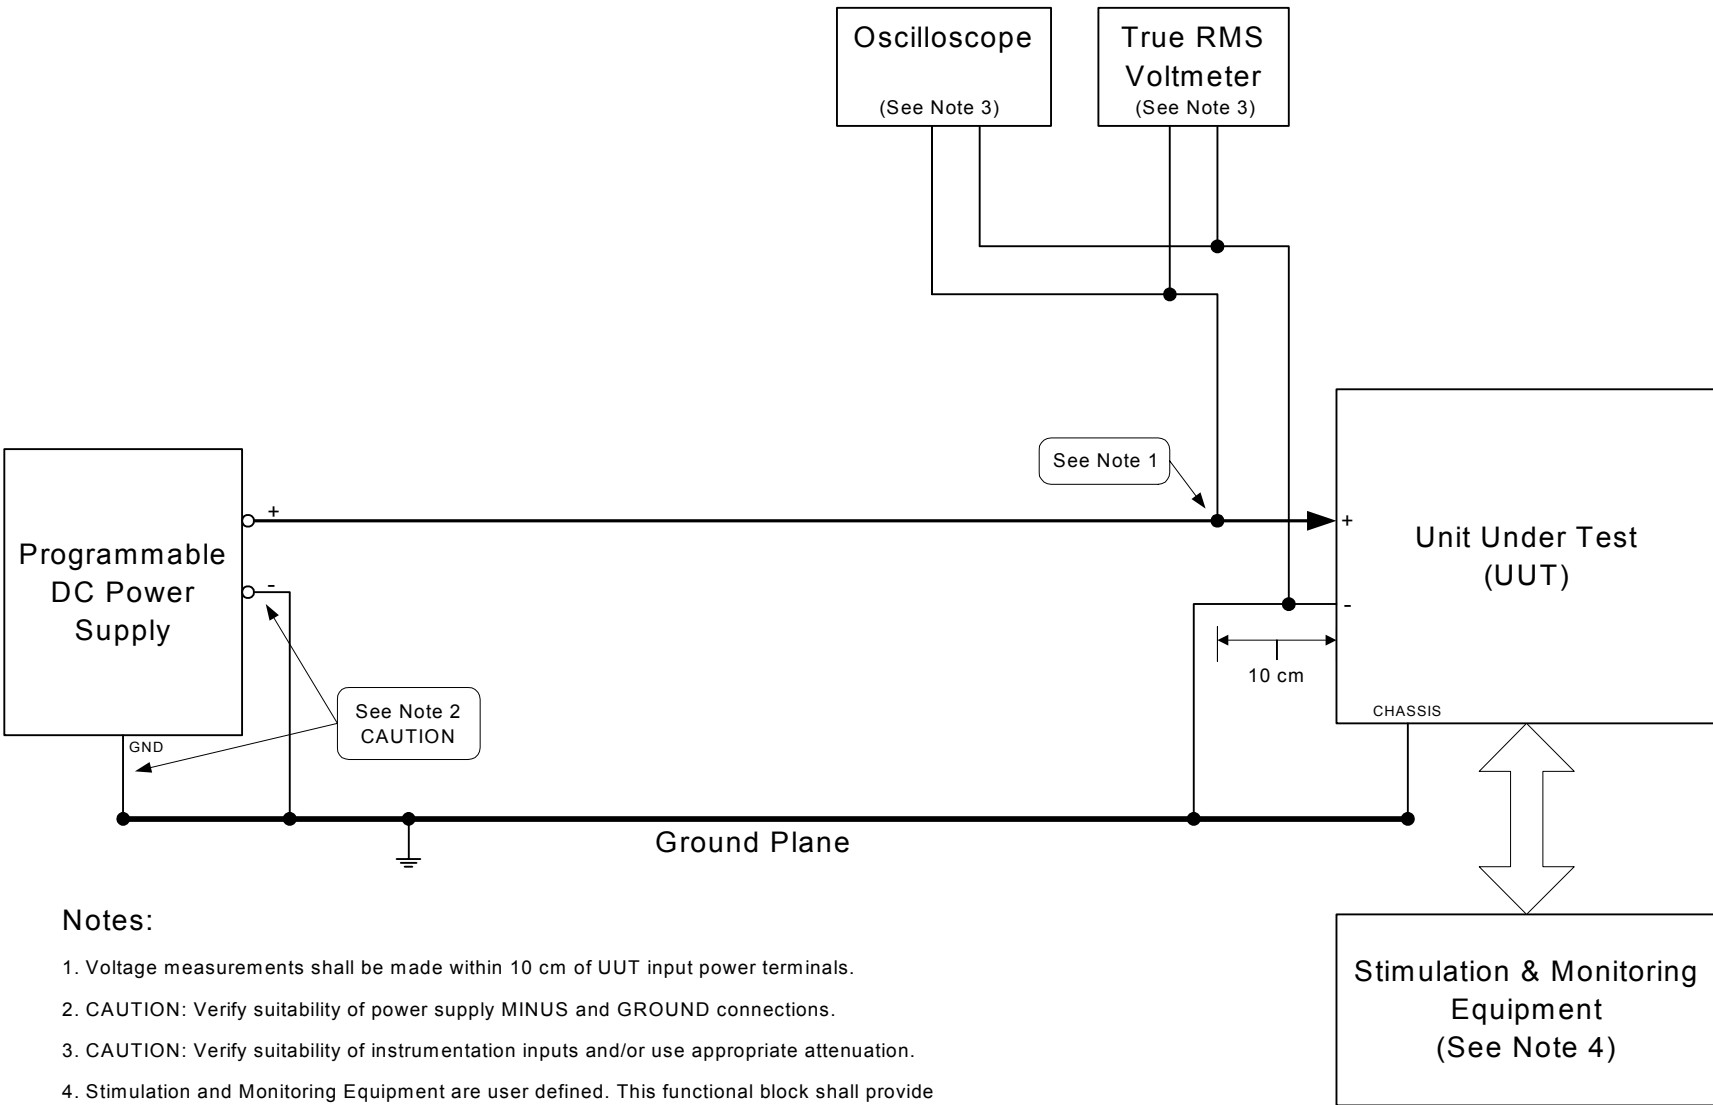 Oscilloscope
(See Note 3)
True RMS
Voltmeter
(See Note 3)
See Note 1
+
-
Programmable
DC Power
Supply
GND
See Note 2
CAUTION
+
-
Unit Under Test
(UUT)
10 cm
CHASSIS
Ground Plane
Notes:
1. Voltage measurements shall be made within 10 cm of UUT input power terminals.
2. CAUTION: Verify suitability of power supply MINUS and GROUND connections.
3. CAUTION: Verify suitability of instrumentation inputs and/or use appropriate attenuation.
4. Stimulation and Monitoring Equipment are user defined. This functional block shall provide
Stimulation & Monitoring
Equipment
(See Note 4)